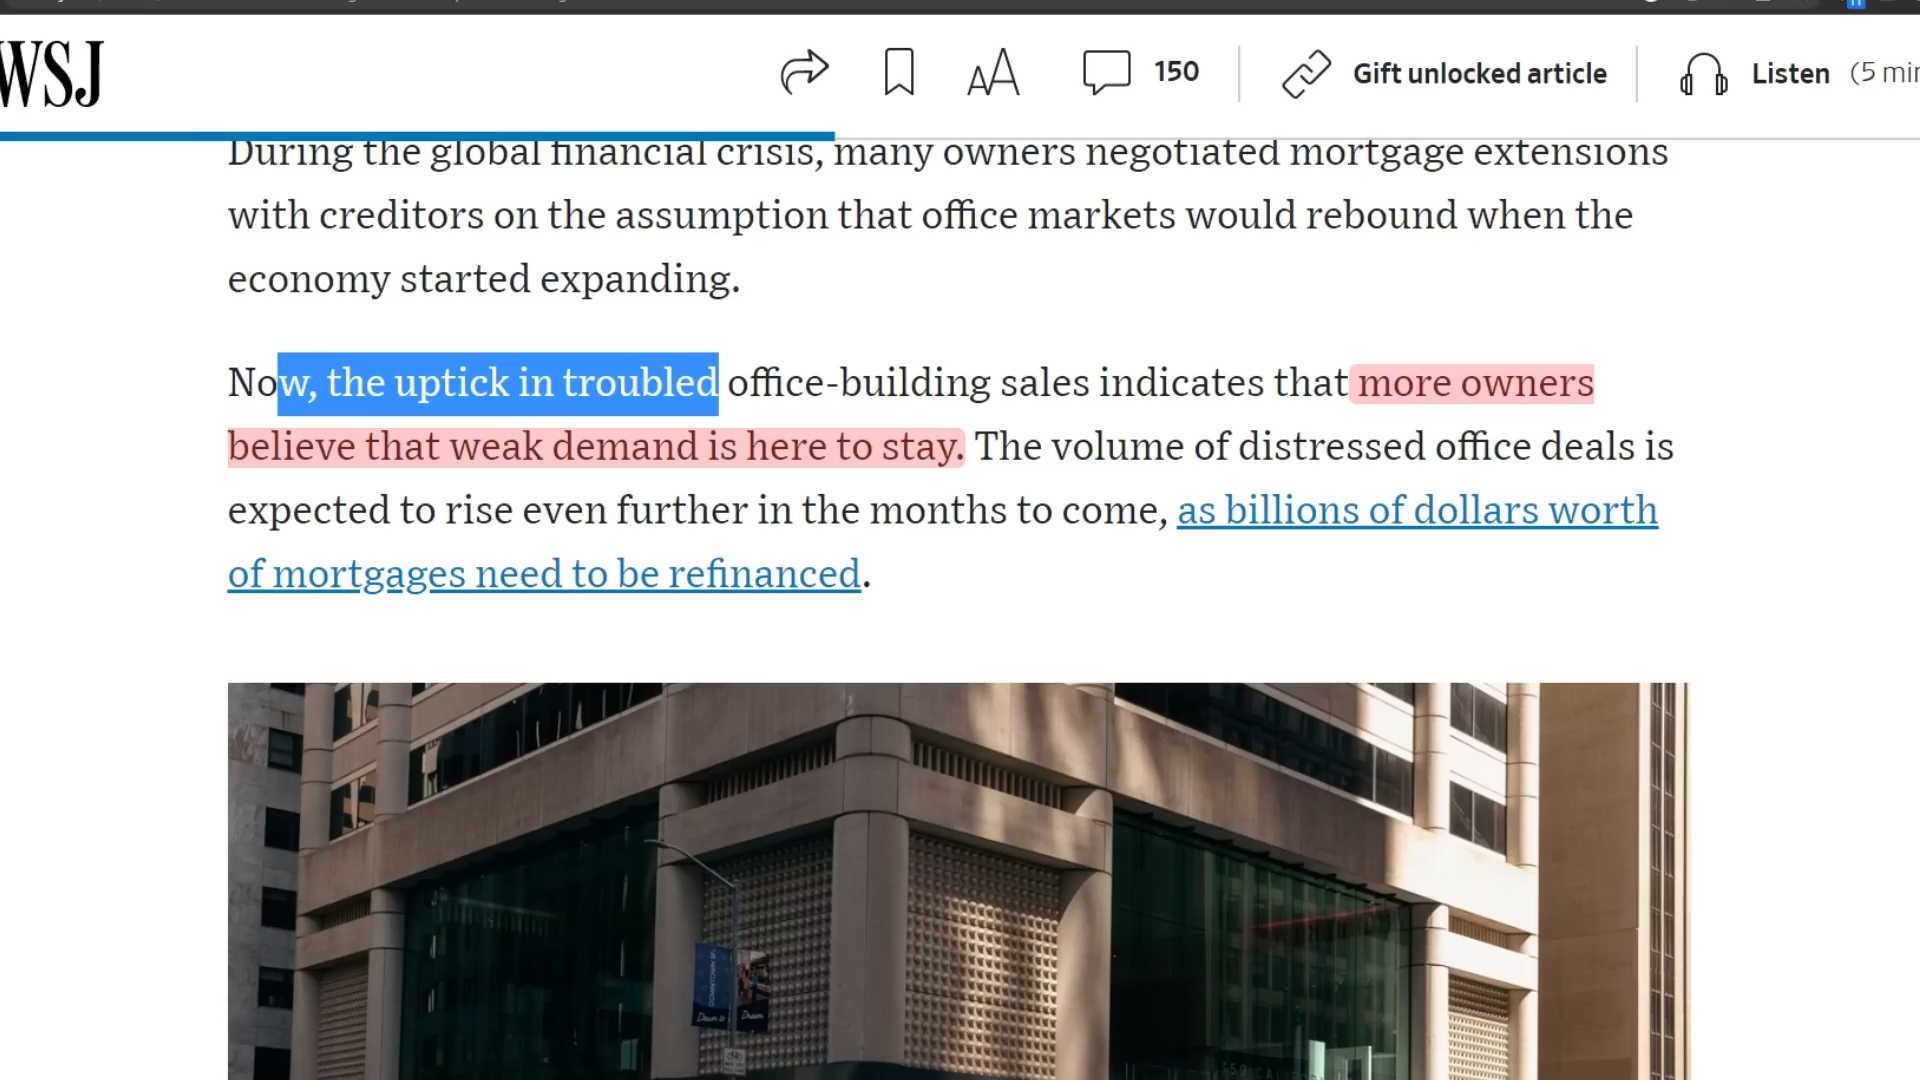 WSJ
150
Gift unlocked article
Listen
(5 min
During the global financial crisis, many owners negotiated mortgage extensions
with creditors on the assumption that office markets would rebound when the
economy started expanding.
Now, the uptick in troubled office-building sales indicates that more owners
believe that weak demand is here to stay. The volume of distressed office deals is
expected to rise even further in the months to come, as billions of dollars worth
of mortgages need to be refinanced.